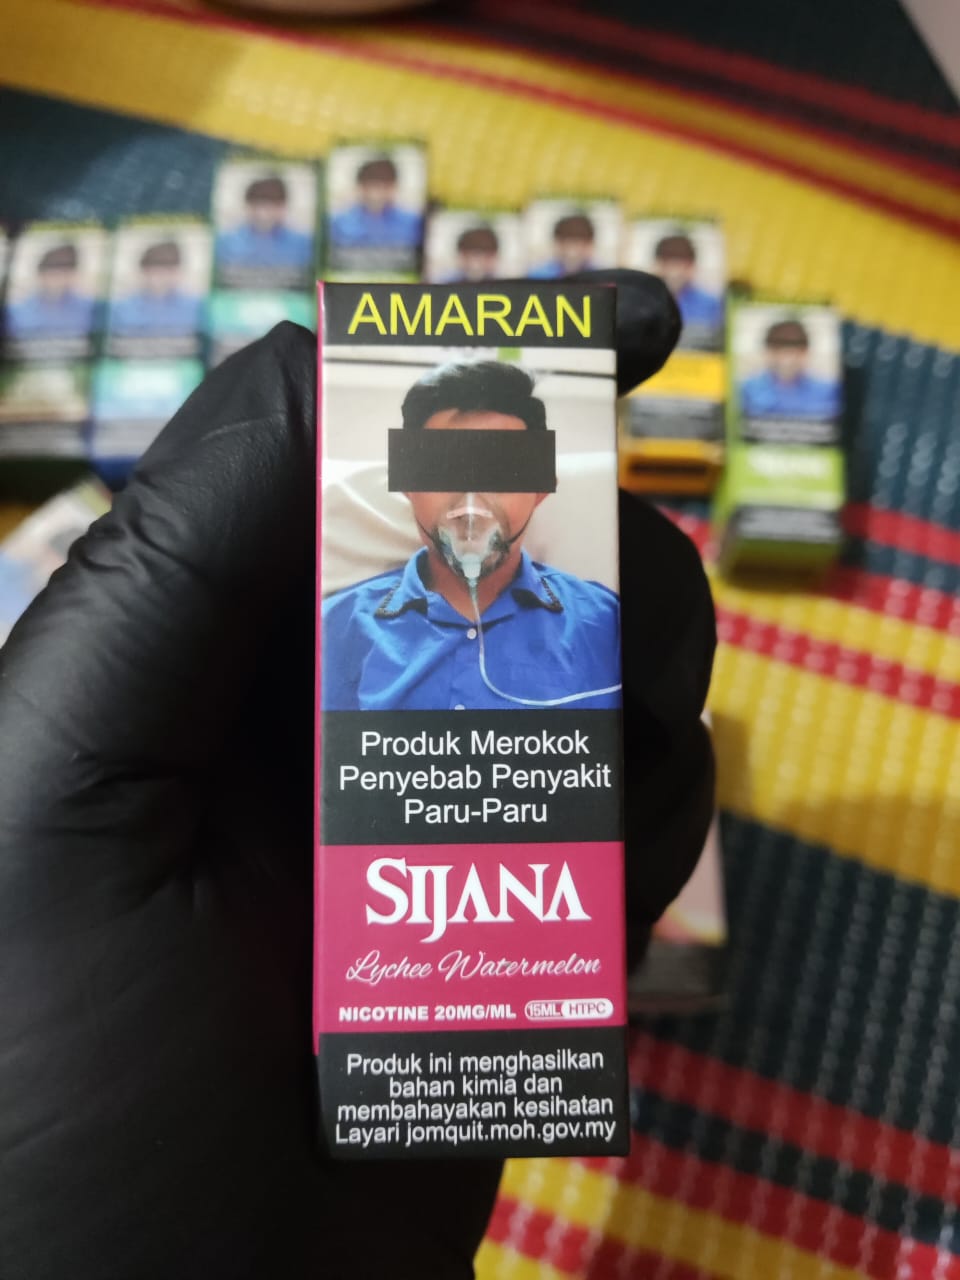 AMARAN
Produk Merokok
Penyebab Penyakit
Paru-Paru
SIJANA
Lychee Watermelon
NICOTINE 20MG/ML 15ML HTPC
Produk ini menghasilkan
bahan kimia dan
membahayakan kesihatan
Layari jomquit.moh.gov.my